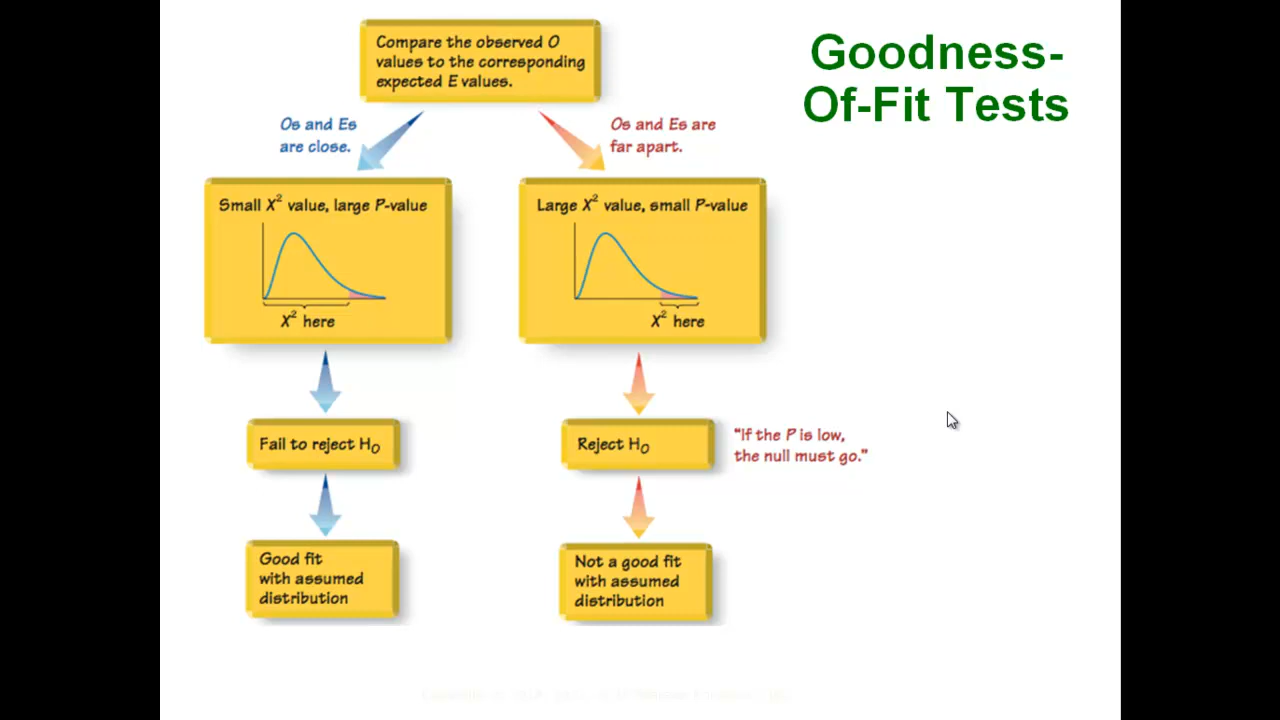 Goodness-
Of-Fit Tests
Compare the observed O
values to the corresponding
expected E values.
Os and Es
are close.
Os and Es are
far apart.
Small X² value, large P-value
X² here
Large X² value, small P-value
X² here
Fail to reject H₀
Reject H₀
"If the P is low,
the null must go."
Good fit
with assumed
distribution
Not a good fit
with assumed
distribution